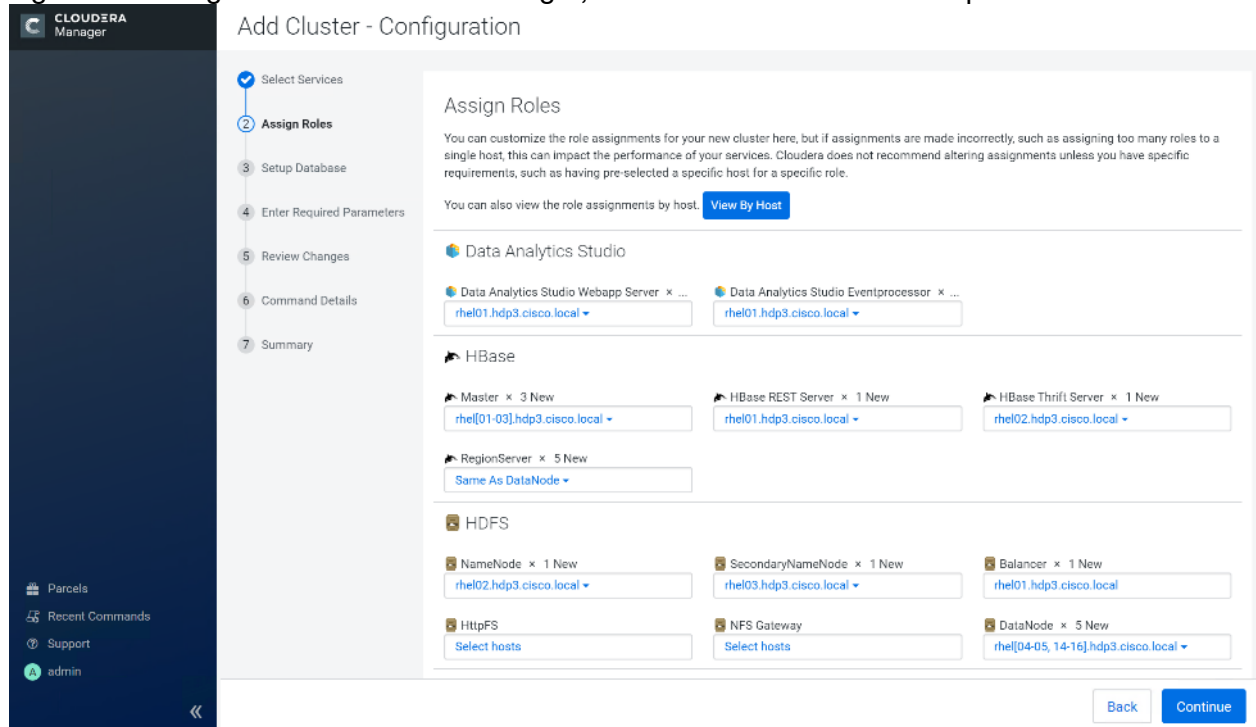 CLOUDERA
Manager
Add Cluster - Configuration
Select Services
2 Assign Roles
3 Setup Database
4 Enter Required Parameters
5 Review Changes
6 Command Details
7 Summary
Parcels
Recent Commands
Support
A admin
Assign Roles
You can customize the role assignments for your new cluster here, but if assignments are made incorrectly, such as assigning too many roles to a
single host, this can impact the performance of your services. Cloudera does not recommend altering assignments unless you have specific
requirements, such as having pre-selected a specific host for a specific role.
You can also view the role assignments by host. View By Host
Data Analytics Studio
Data Analytics Studio Webapp Server × ... Data Analytics Studio Eventprocessor × ...
rhel01.hdp3.cisco.local rhel01.hdp3.cisco.local
HBase
Master × 3 New HBase REST Server × 1 New HBase Thrift Server × 1 New
rhel[01-03].hdp3.cisco.local rhel01.hdp3.cisco.local rhel02.hdp3.cisco.local
RegionServer × 5 New
Same As DataNode
HDFS
NameNode × 1 New SecondaryNameNode × 1 New Balancer × 1 New
rhel02.hdp3.cisco.local rhel03.hdp3.cisco.local rhel01.hdp3.cisco.local
HttpFS NFS Gateway DataNode × 5 New
Select hosts Select hosts rhel[04-05, 14-16].hdp3.cisco.local
Back Continue